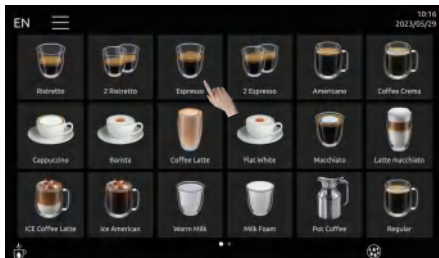 EN
10:16
2023/05/29
Ristretto 2 Ristretto Espresso 2 Espresso Americano Coffee Crema
Cappuccino Barista Coffee Latte Flat White Macchiato Latte macchiato
ICE Coffee Latte Ice American Warm Milk Milk Foam Pot Coffee Regular